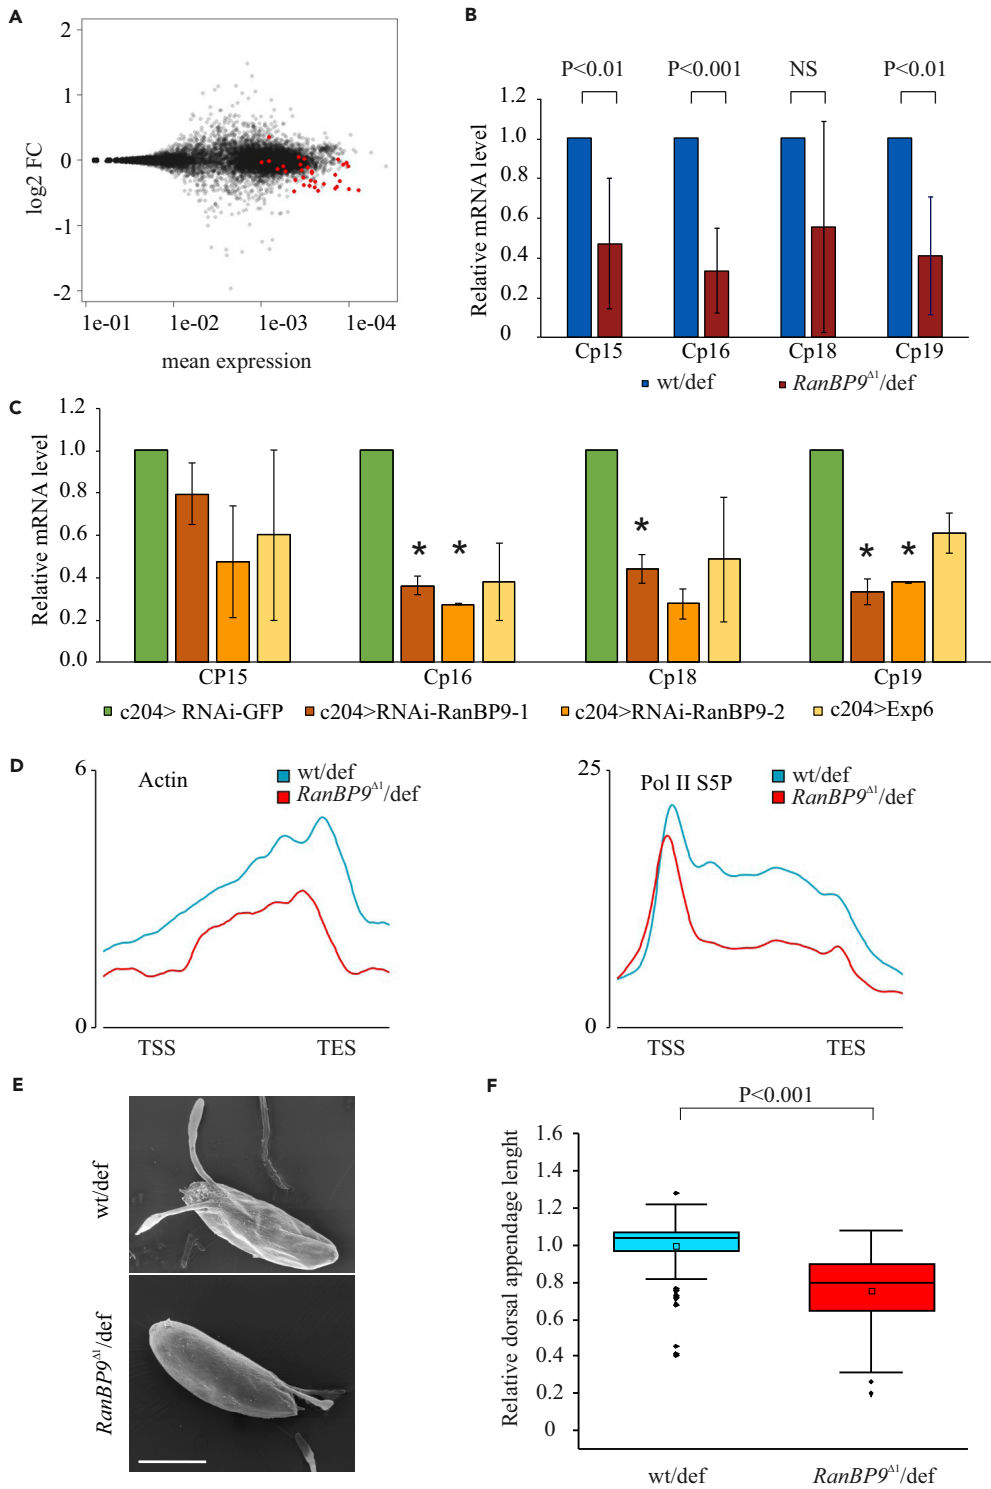 A
2
1
0
-1
-2
log2 FC
1e-01 1e-02 1e-03 1e-04
mean expression
B
P<0.01 P<0.001 NS P<0.01
1.2
1.0
0.8
0.6
0.4
0.2
0
Relative mRNA level
Cp15 Cp16 Cp18 Cp19
wt/def RanBP9Δ1/def
C
1.2
1.0
0.8
0.6
0.4
0.2
0.0
Relative mRNA level
* * * * *
CP15 Cp16 Cp18 Cp19
c204> RNAi-GFP c204>RNAi-RanBP9-1 c204>RNAi-RanBP9-2 c204>Exp6
D
6
0
Actin
wt/def
RanBP9Δ1/def
TSS TES
25
0
Pol II S5P
wt/def
RanBP9Δ1/def
TSS TES
E
wt/def
RanBP9Δ1/def
F
P<0.001
1.6
1.4
1.2
1.0
0.8
0.6
0.4
0.2
0
Relative dorsal appendage lenght
wt/def RanBP9Δ1/def